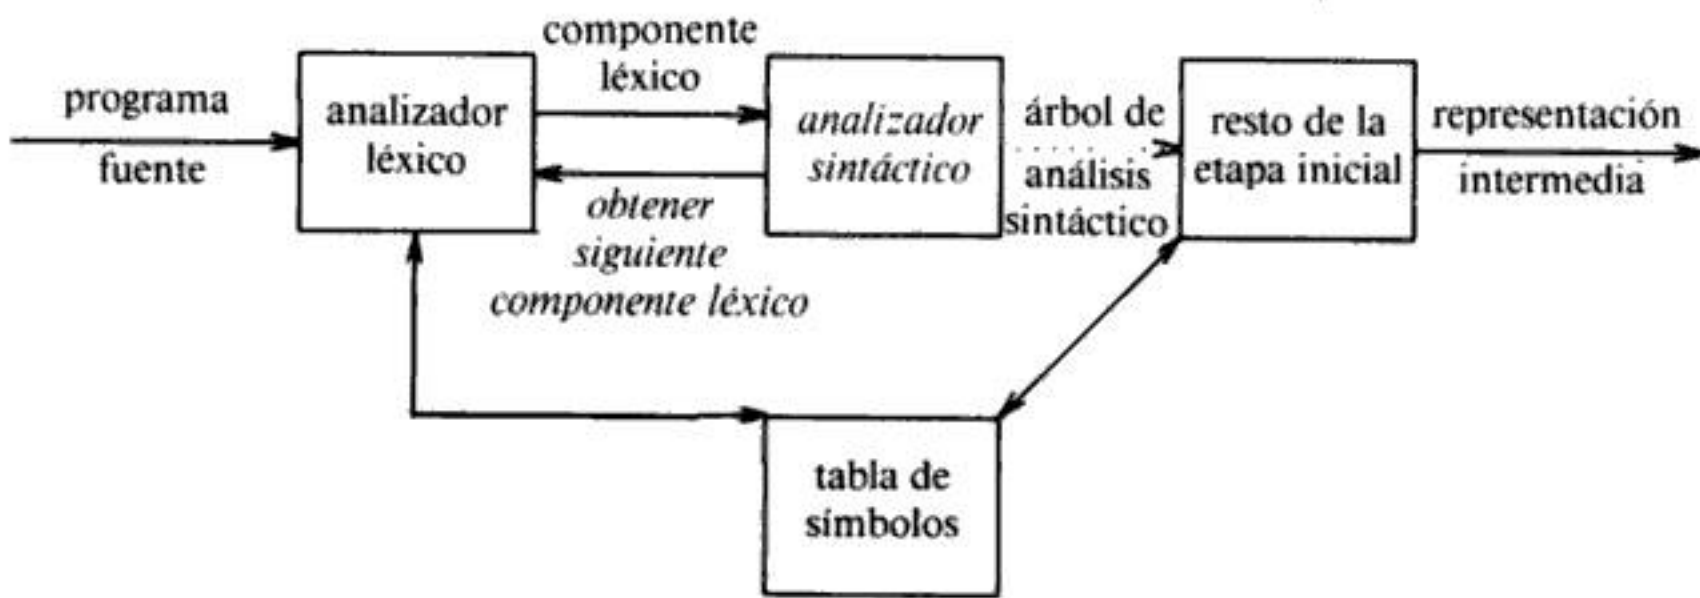 programa
fuente
analizador
léxico
componente
léxico
obtener
siguiente
componente léxico
analizador
sintáctico
árbol de
análisis
sintáctico
resto de la
etapa inicial
representación
intermedia
tabla de
símbolos